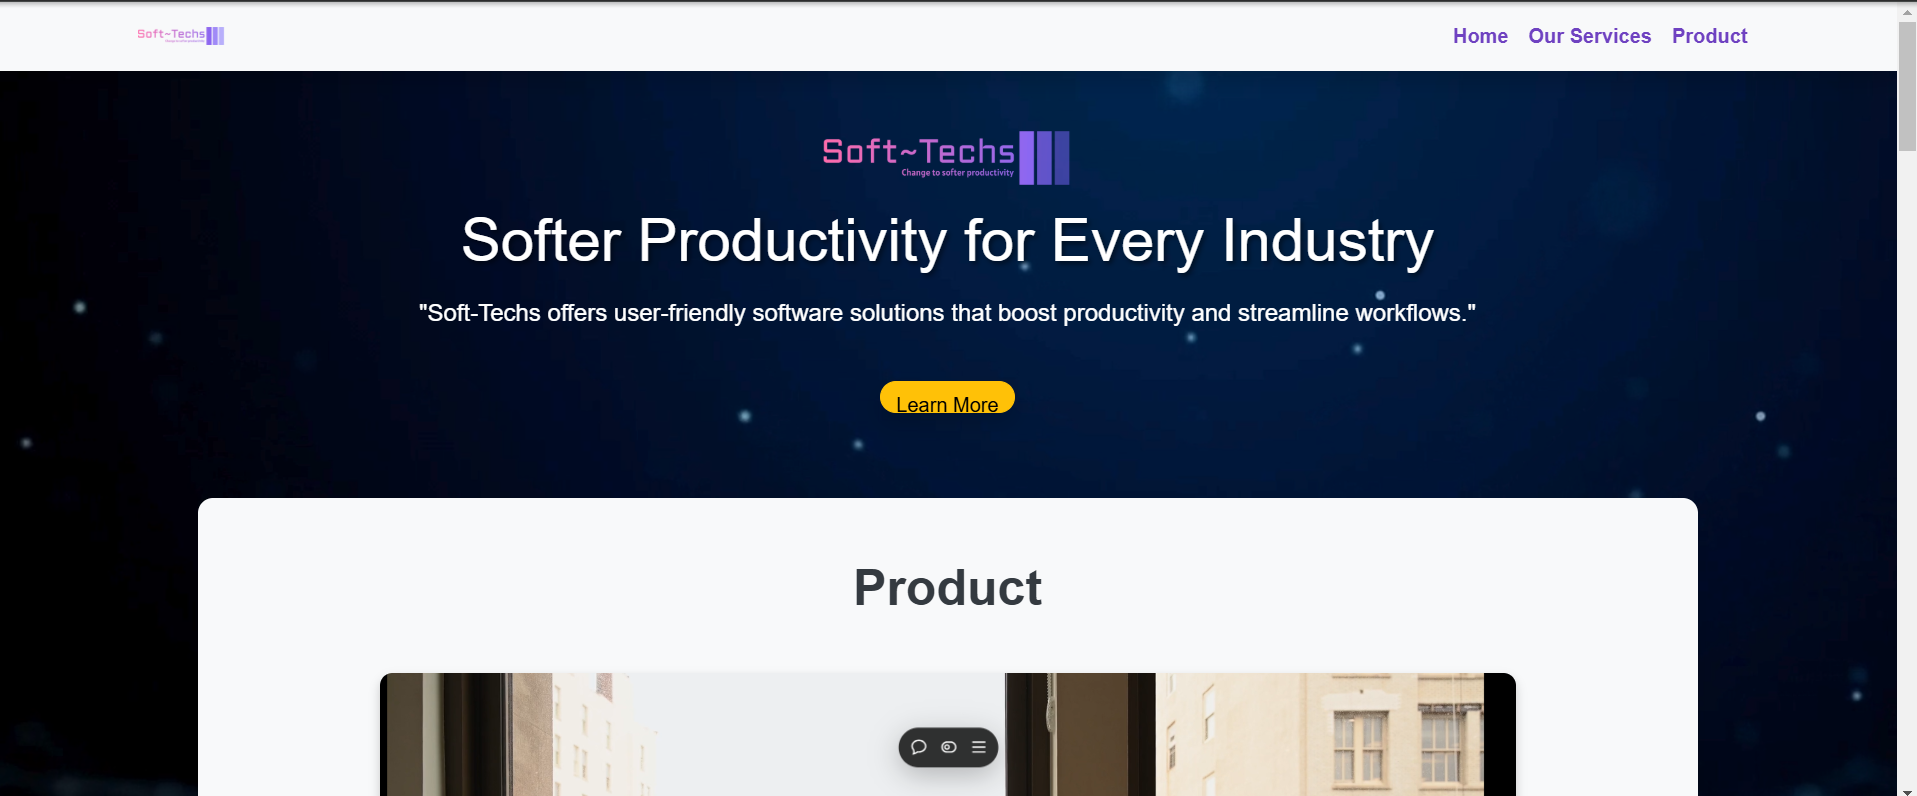 Soft~Techs
Home Our Services Product
Soft~Techs
Change to softer productivity
Softer Productivity for Every Industry
"Soft-Techs offers user-friendly software solutions that boost productivity and streamline workflows."
Learn More
Product